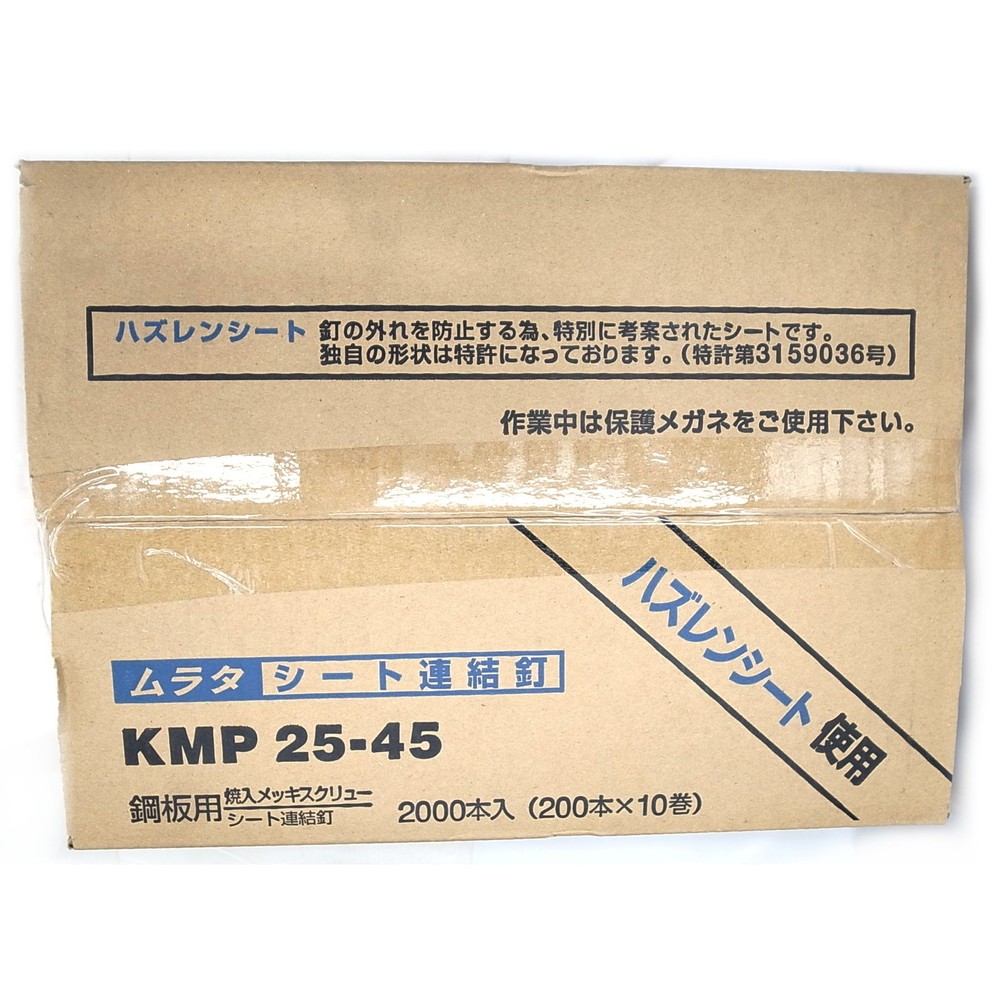 ハズレンシート 釘の外れを防止する為、特別に考案されたシートです。
独自の形状は特許になっております。(特許第3159036号)
作業中は保護メガネをご使用下さい。
ハズレンシート 使用
ムラタ シート連結釘
KMP 25-45
鋼板用 焼入メッキスクリュー
シート連結釘
2000本入(200本×10巻)